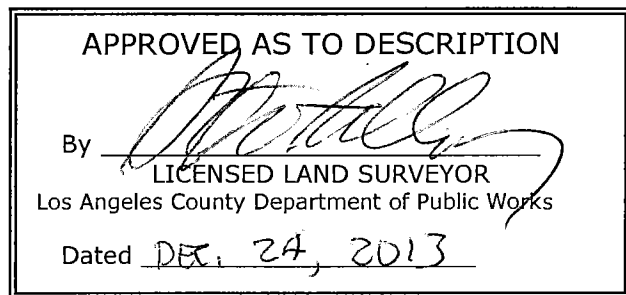 APPROVED AS TO DESCRIPTION
By
LICENSED LAND SURVEYOR
Los Angeles County Department of Public Works
Dated DEC. 24, 2013